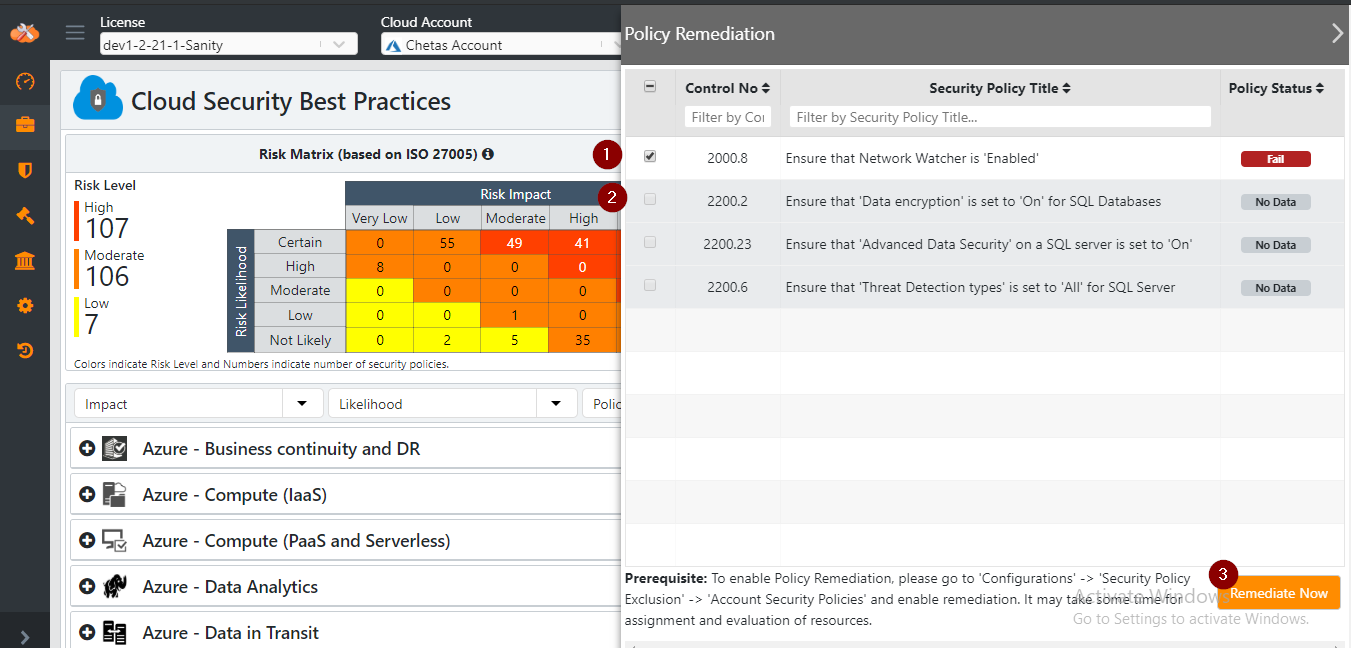 License
Cloud Account
dev1-2-21-1-Sanity
Chetas Account
Cloud Security Best Practices
Risk Matrix (based on ISO 27005)
Risk Level
High
107
Moderate
106
Low
7
Risk Impact
Very Low Low Moderate High
Risk Likelihood
Certain 0 55 49 41
High 8 0 0 0
Moderate 0 0 0 0
Low 0 0 1 0
Not Likely 0 2 5 35
Colors indicate Risk Level and Numbers indicate number of security policies.
Impact
Likelihood
Polic
Azure - Business continuity and DR
Azure - Compute (IaaS)
Azure - Compute (PaaS and Serverless)
Azure - Data Analytics
Azure - Data in Transit
Policy Remediation
Control No Security Policy Title Policy Status
Filter by Co Filter by Security Policy Title...
1
2000.8 Ensure that Network Watcher is 'Enabled' Fail
2
2200.2 Ensure that 'Data encryption' is set to 'On' for SQL Databases No Data
2200.23 Ensure that 'Advanced Data Security' on a SQL server is set to 'On' No Data
2200.6 Ensure that 'Threat Detection types' is set to 'All' for SQL Server No Data
Prerequisite: To enable Policy Remediation, please go to 'Configurations' -> 'Security Policy
Exclusion' -> 'Account Security Policies' and enable remediation. It may take some time for
assignment and evaluation of resources.
3
Remediate Now
Activate Windows
Go to Settings to activate Windows.